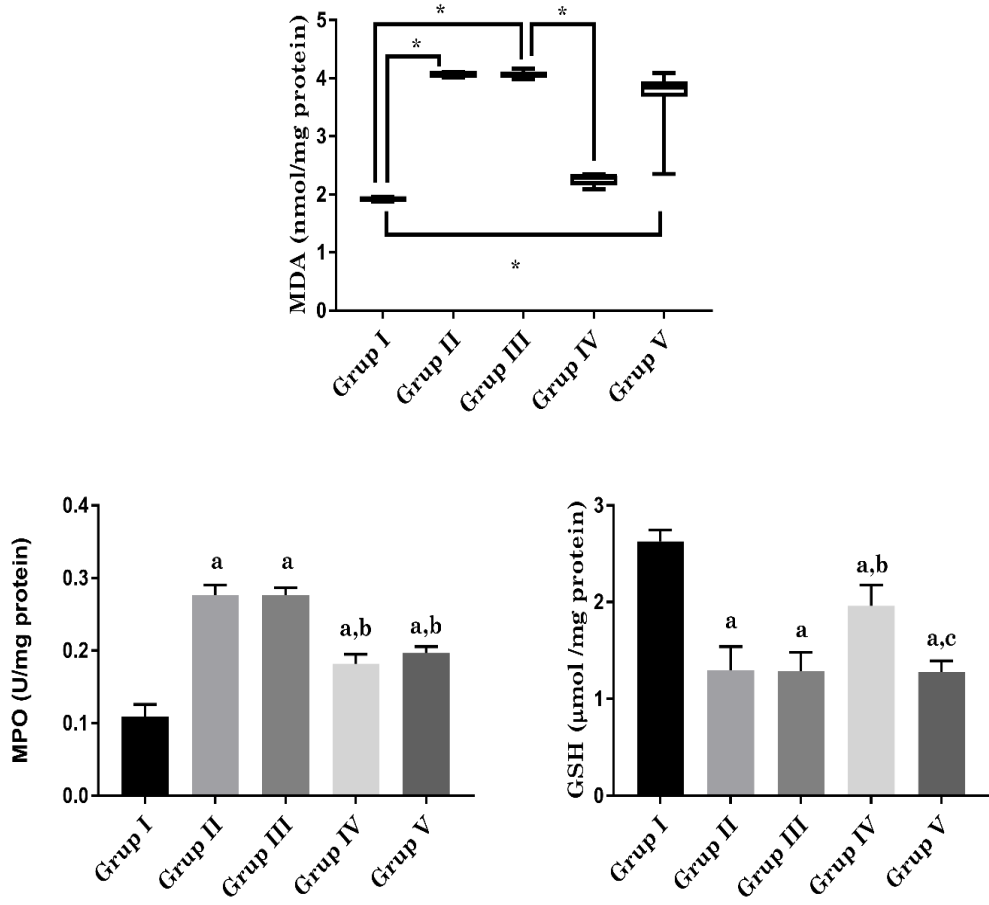 MDA (nmol/mg protein)
5
4
3
2
1
0
*
*
*
*
Grup I
Grup II
Grup III
Grup IV
Grup V
MPO (U/mg protein)
0.4
0.3
0.2
0.1
0.0
a
a
a,b
a,b
Grup I
Grup II
Grup III
Grup IV
Grup V
GSH (µmol /mg protein)
3
2
1
0
a
a
a,b
a,c
Grup I
Grup II
Grup III
Grup IV
Grup V